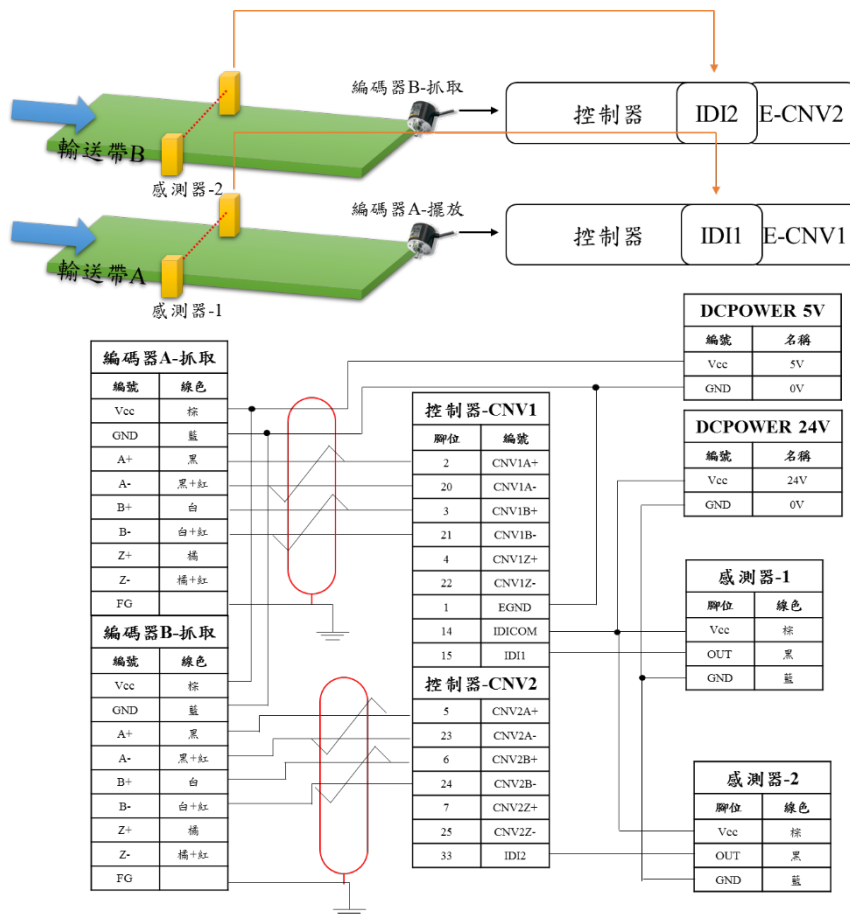 編碼器B-抓取
控制器
IDI2
E-CNV2
輸送帶B
感測器-2
編碼器A-擺放
控制器
IDI1
E-CNV1
輸送帶A
感測器-1
編碼器A-抓取
編號 線色
Vcc 棕
GND 藍
A+ 黑
A- 黑+紅
B+ 白
B- 白+紅
Z+ 橘
Z- 橘+紅
FG
編碼器B-抓取
編號 線色
Vcc 棕
GND 藍
A+ 黑
A- 黑+紅
B+ 白
B- 白+紅
Z+ 橘
Z- 橘+紅
FG
控制器-CNV1
腳位 編號
2 CNV1A+
20 CNV1A-
3 CNV1B+
21 CNV1B-
4 CNV1Z+
22 CNV1Z-
1 EGND
14 IDICOM
15 IDI1
控制器-CNV2
5 CNV2A+
23 CNV2A-
6 CNV2B+
24 CNV2B-
7 CNV2Z+
25 CNV2Z-
33 IDI2
DCPOWER 5V
編號 名稱
Vcc 5V
GND 0V
DCPOWER 24V
編號 名稱
Vcc 24V
GND 0V
感測器-1
腳位 線色
Vcc 棕
OUT 黑
GND 藍
感測器-2
腳位 線色
Vcc 棕
OUT 黑
GND 藍